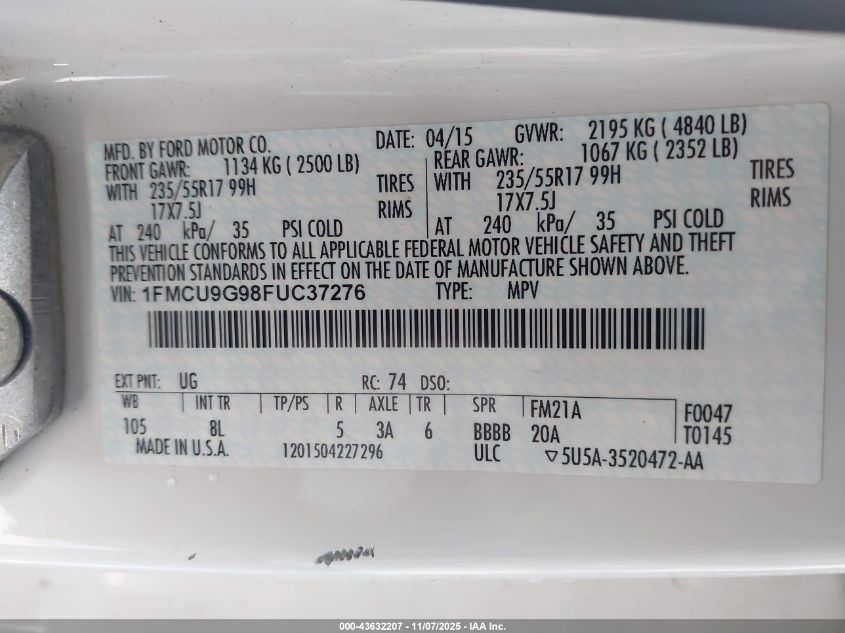 MFD. BY FORD MOTOR CO. DATE: 04/15 GVWR: 2195 KG ( 4840 LB)
FRONT GAWR: 1134 KG ( 2500 LB) REAR GAWR: 1067 KG ( 2352 LB)
WITH 235/55R17 99H TIRES WITH 235/55R17 99H TIRES
17X7.5J RIMS 17X7.5J RIMS
AT 240 kPa/ 35 PSI COLD AT 240 kPa/ 35 PSI COLD
THIS VEHICLE CONFORMS TO ALL APPLICABLE FEDERAL MOTOR VEHICLE SAFETY AND THEFT
PREVENTION STANDARDS IN EFFECT ON THE DATE OF MANUFACTURE SHOWN ABOVE.
VIN: 1FMCU9G98FUC37276 TYPE: MPV
EXT PNT: UG RC: 74 DSO:
WB INT TR TP/PS R AXLE TR SPR FM21A F0047
105 8L 5 3A 6 BBBB 20A T0145
MADE IN U.S.A. 1201504227296 ULC ▽5U5A-3520472-AA
000-43632207 - 11/07/2025 - IAA Inc.